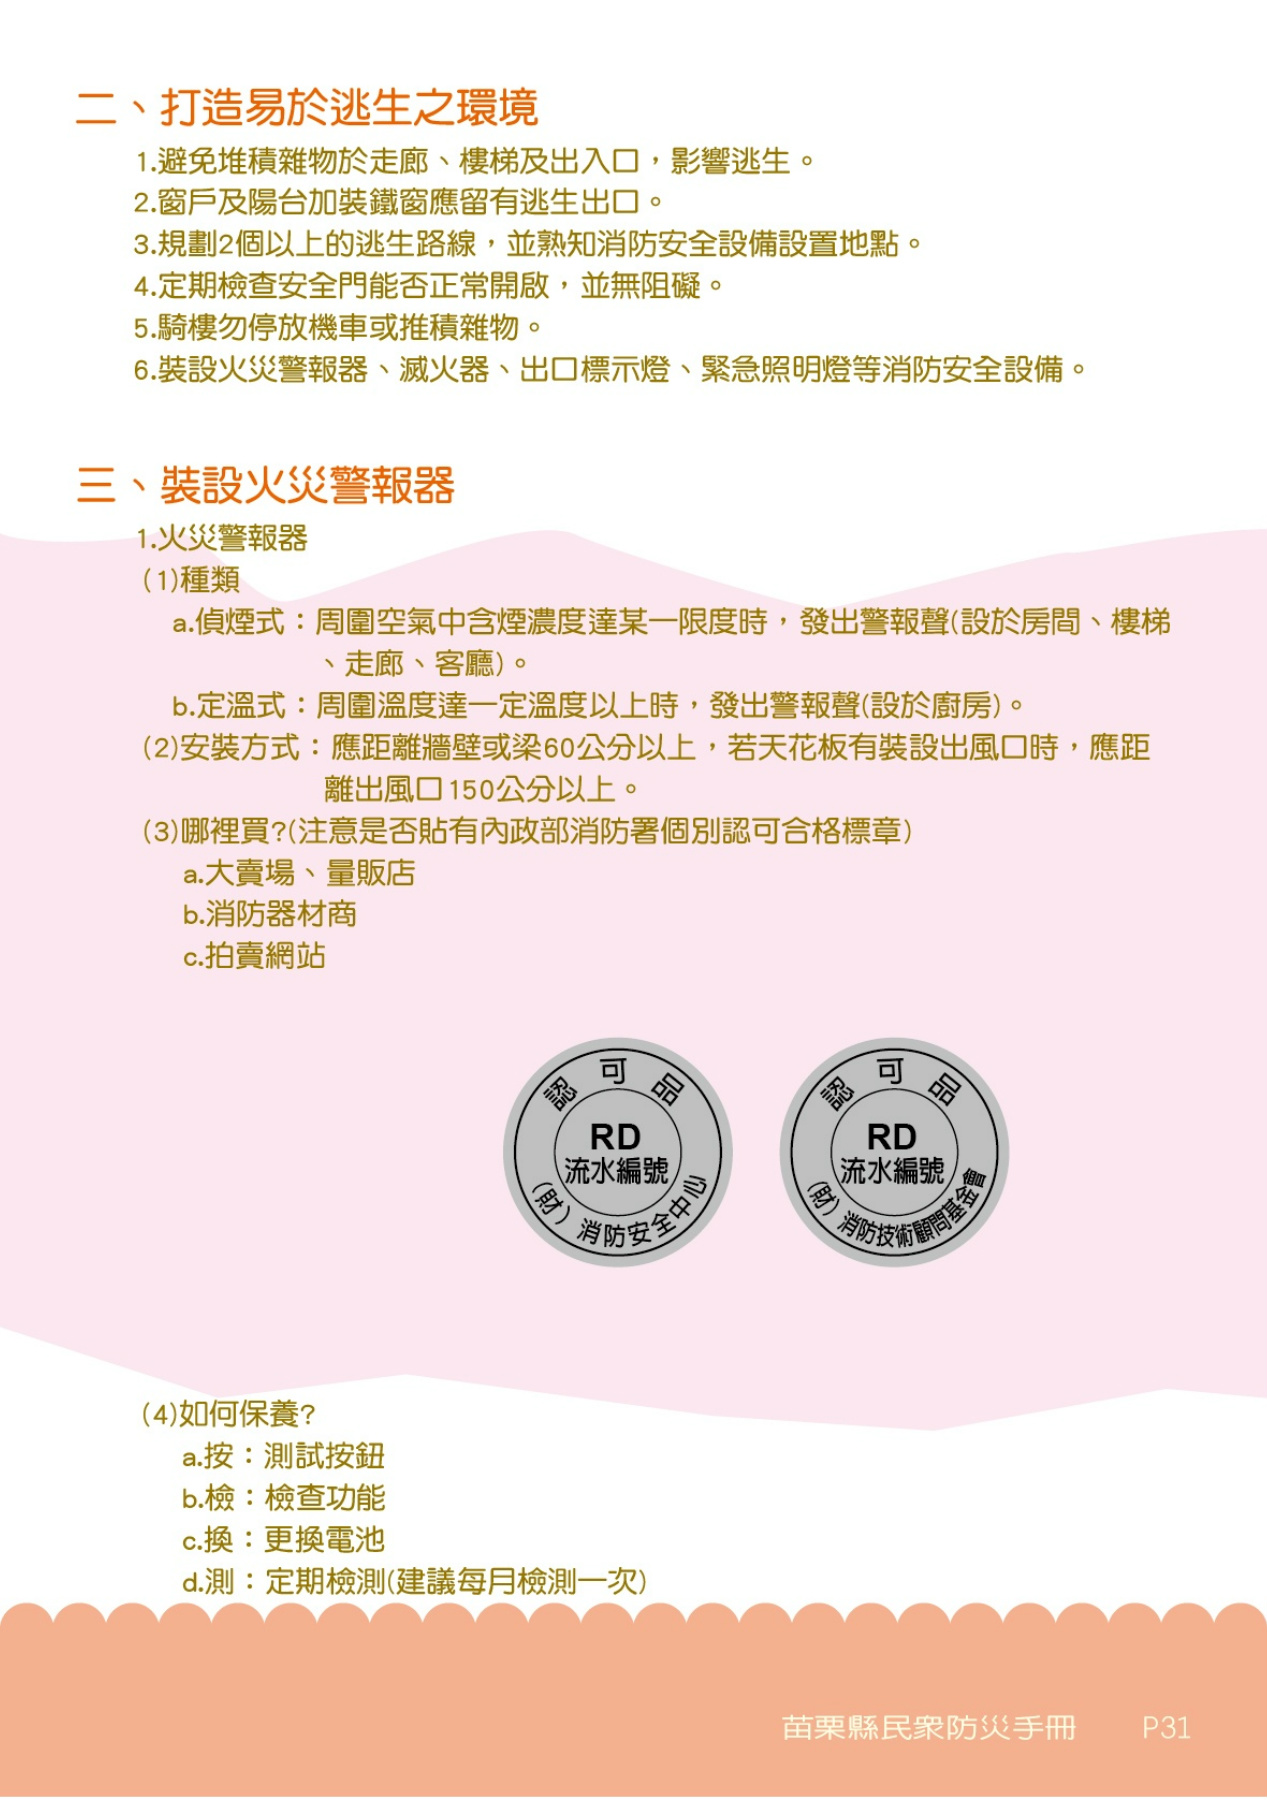 二、打造易於逃生之環境
1.避免堆積雜物於走廊、樓梯及出入口，影響逃生。
2.窗戶及陽台加裝鐵窗應留有逃生出口。
3.規劃2個以上的逃生路線，並熟知消防安全設備設置地點。
4.定期檢查安全門能否正常開啟，並無阻礙。
5.騎樓勿停放機車或推積雜物。
6.裝設火災警報器、滅火器、出口標示燈、緊急照明燈等消防安全設備。
三、裝設火災警報器
1.火災警報器
(1)種類
a.偵煙式：周圍空氣中含煙濃度達某一限度時，發出警報聲(設於房間、樓梯
、走廊、客廳)。
b.定溫式：周圍溫度達一定溫度以上時，發出警報聲(設於廚房)。
(2)安裝方式：應距離牆壁或梁60公分以上，若天花板有裝設出風口時，應距
離出風口150公分以上。
(3)哪裡買?(注意是否貼有內政部消防署個別認可合格標章)
a.大賣場、量販店
b.消防器材商
c.拍賣網站
認可品
RD
流水編號
(財)消防安全中心
認可品
RD
流水編號
(財)消防技術顧問基金會
(4)如何保養?
a.按：測試按鈕
b.檢：檢查功能
c.換：更換電池
d.測：定期檢測(建議每月檢測一次)
苗栗縣民眾防災手冊 P31